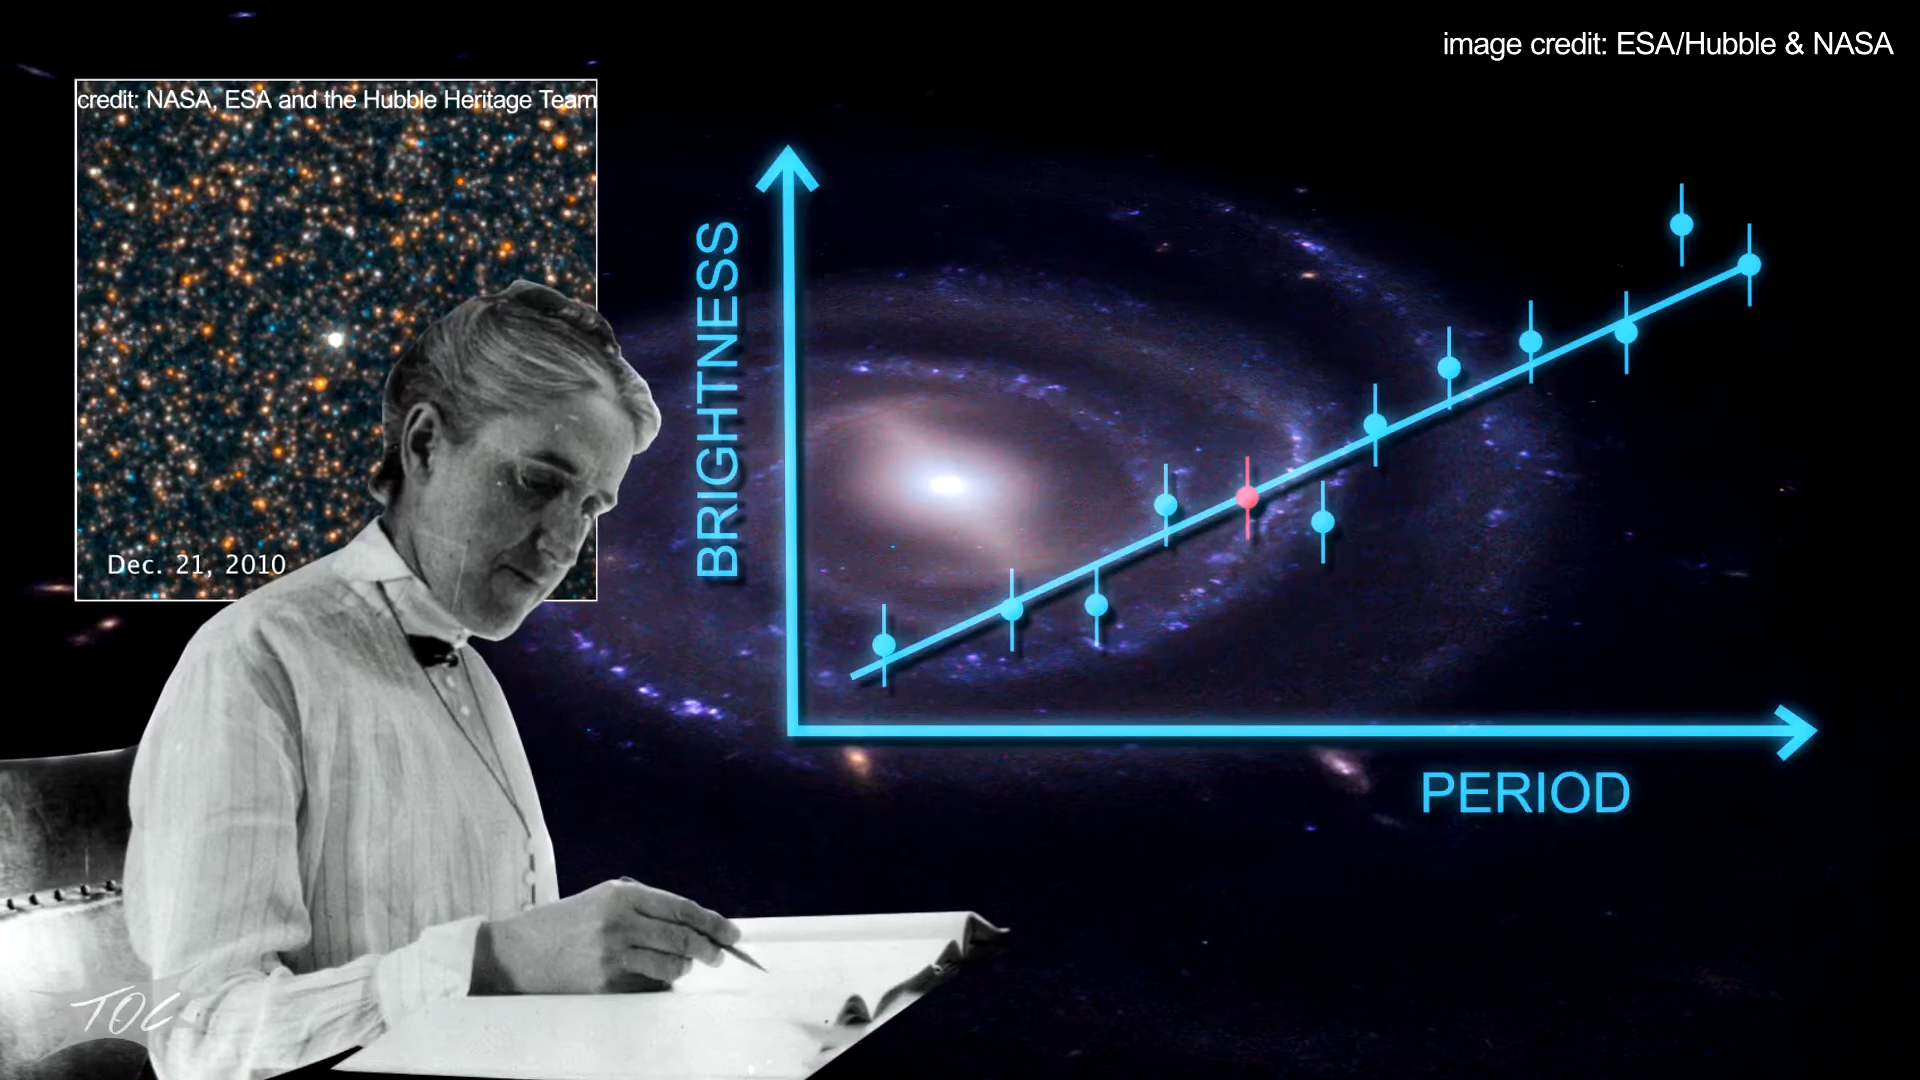 image credit: ESA/Hubble & NASA
credit: NASA, ESA and the Hubble Heritage Team
Dec. 21, 2010
BRIGHTNESS
PERIOD
TOC